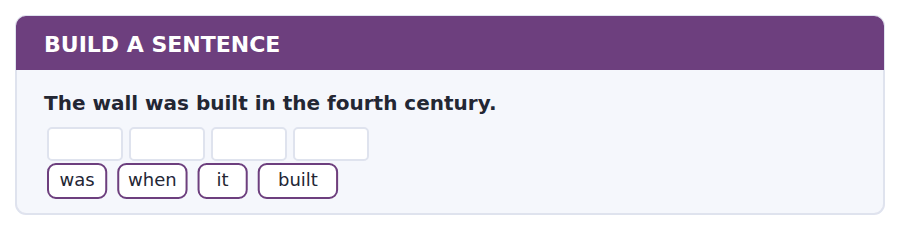 BUILD A SENTENCE
The wall was built in the fourth century.
was when it built